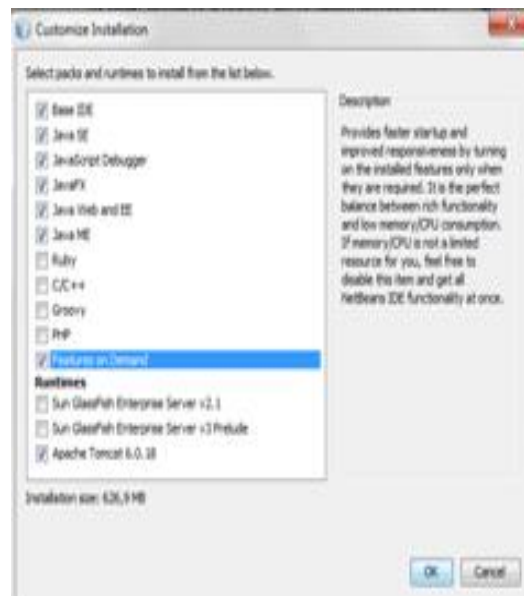 Customize Installation
Select packs and runtimes to install from the list below.
Base IDE
Java SE
JavaScript Debugger
JavaFX
Java Web and EE
Java ME
Ruby
C/C++
Groovy
PHP
Features on Demand
Runtimes
Sun GlassFish Enterprise Server v2.1
Sun GlassFish Enterprise Server v3 Prelude
Apache Tomcat 6.0.18
Description
Provides faster startup and
improved responsiveness by turning
on the installed features only when
they are required. It is the perfect
balance between rich functionality
and low memory/CPU consumption.
If memory/CPU is not a limited
resource for you, feel free to
disable this item and get all
NetBeans IDE functionality at once.
Installation size: 626,9 MB
OK
Cancel